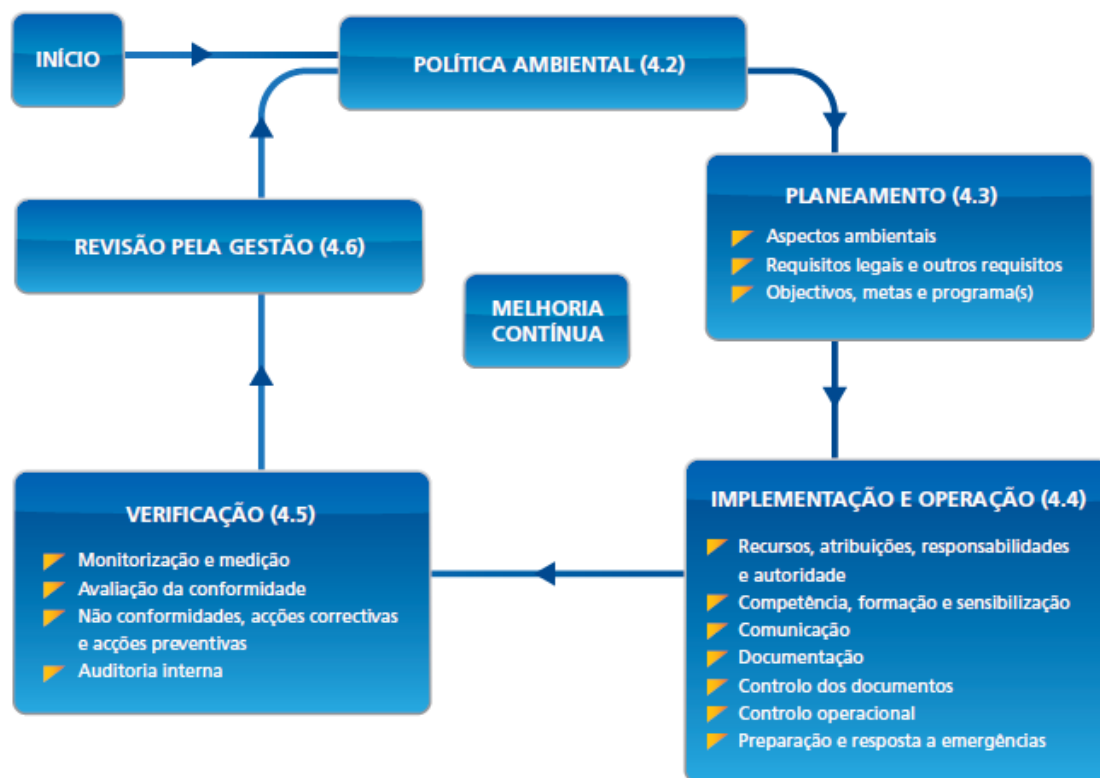 INÍCIO
POLÍTICA AMBIENTAL (4.2)
PLANEAMENTO (4.3)
Aspectos ambientais
Requisitos legais e outros requisitos
Objectivos, metas e programa(s)
REVISÃO PELA GESTÃO (4.6)
MELHORIA
CONTÍNUA
VERIFICAÇÃO (4.5)
Monitorização e medição
Avaliação da conformidade
Não conformidades, acções correctivas
e acções preventivas
Auditoria interna
IMPLEMENTAÇÃO E OPERAÇÃO (4.4)
Recursos, atribuições, responsabilidades
e autoridade
Competência, formação e sensibilização
Comunicação
Documentação
Controlo dos documentos
Controlo operacional
Preparação e resposta a emergências